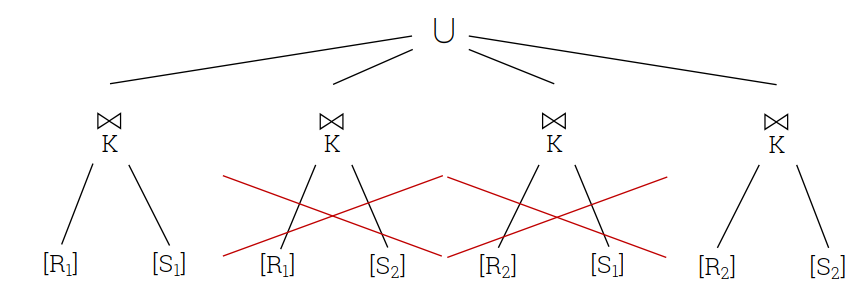 ∪
⋈ ⋈ ⋈ ⋈
K K K K
[R₁] [S₁] [R₁] [S₂] [R₂] [S₁] [R₂] [S₂]